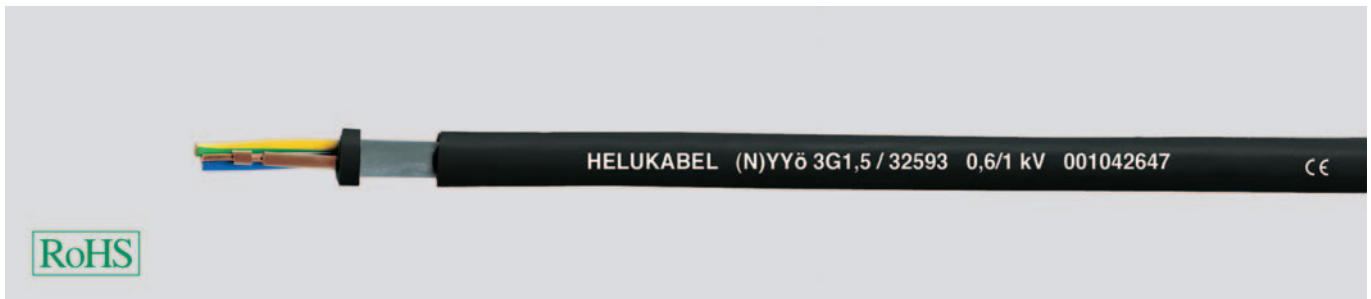 HELUKABEL (N)YYö 3G1,5 / 32593 0,6/1 kV 001042647 CE
RoHS